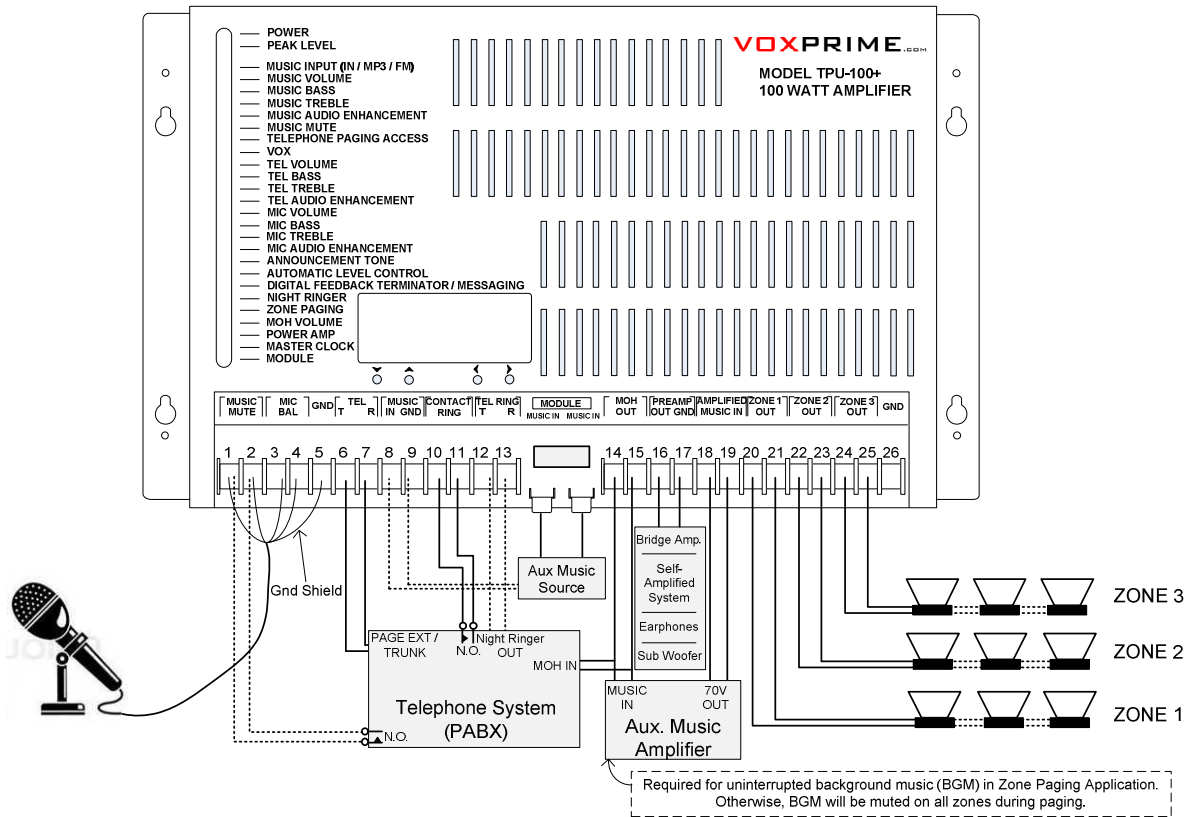 VOXPRIME.com
MODEL TPU-100+
100 WATT AMPLIFIER
POWER
PEAK LEVEL
MUSIC INPUT (IN / MP3 / FM)
MUSIC VOLUME
MUSIC BASS
MUSIC TREBLE
MUSIC AUDIO ENHANCEMENT
MUSIC MUTE
TELEPHONE PAGING ACCESS
VOX
TEL VOLUME
TEL BASS
TEL TREBLE
TEL AUDIO ENHANCEMENT
MIC VOLUME
MIC BASS
MIC TREBLE
MIC AUDIO ENHANCEMENT
ANNOUNCEMENT TONE
AUTOMATIC LEVEL CONTROL
DIGITAL FEEDBACK TERMINATOR / MESSAGING
NIGHT RINGER
ZONE PAGING
MOH VOLUME
POWER AMP
MASTER CLOCK
MODULE
MUSIC MIC GND TEL MUSIC CONTACT TEL RING MODULE MOH PREAMP AMPLIFIED ZONE 1 ZONE 2 ZONE 3 GND
MUTE BAL T R IN GND RING T R MUSIC IN MUSIC IN OUT OUT GND MUSIC IN OUT OUT OUT
1 2 3 4 5 6 7 8 9 10 11 12 13 14 15 16 17 18 19 20 21 22 23 24 25 26
Gnd Shield
Aux Music
Source
Bridge Amp.
Self-
Amplified
System
Earphones
Sub Woofer
PAGE EXT /
TRUNK
N.O.
Night Ringer
OUT
MOH IN
Telephone System
(PABX)
N.O.
MUSIC
IN
70V
OUT
Aux. Music
Amplifier
ZONE 3
ZONE 2
ZONE 1
Required for uninterrupted background music (BGM) in Zone Paging Application.
Otherwise, BGM will be muted on all zones during paging.